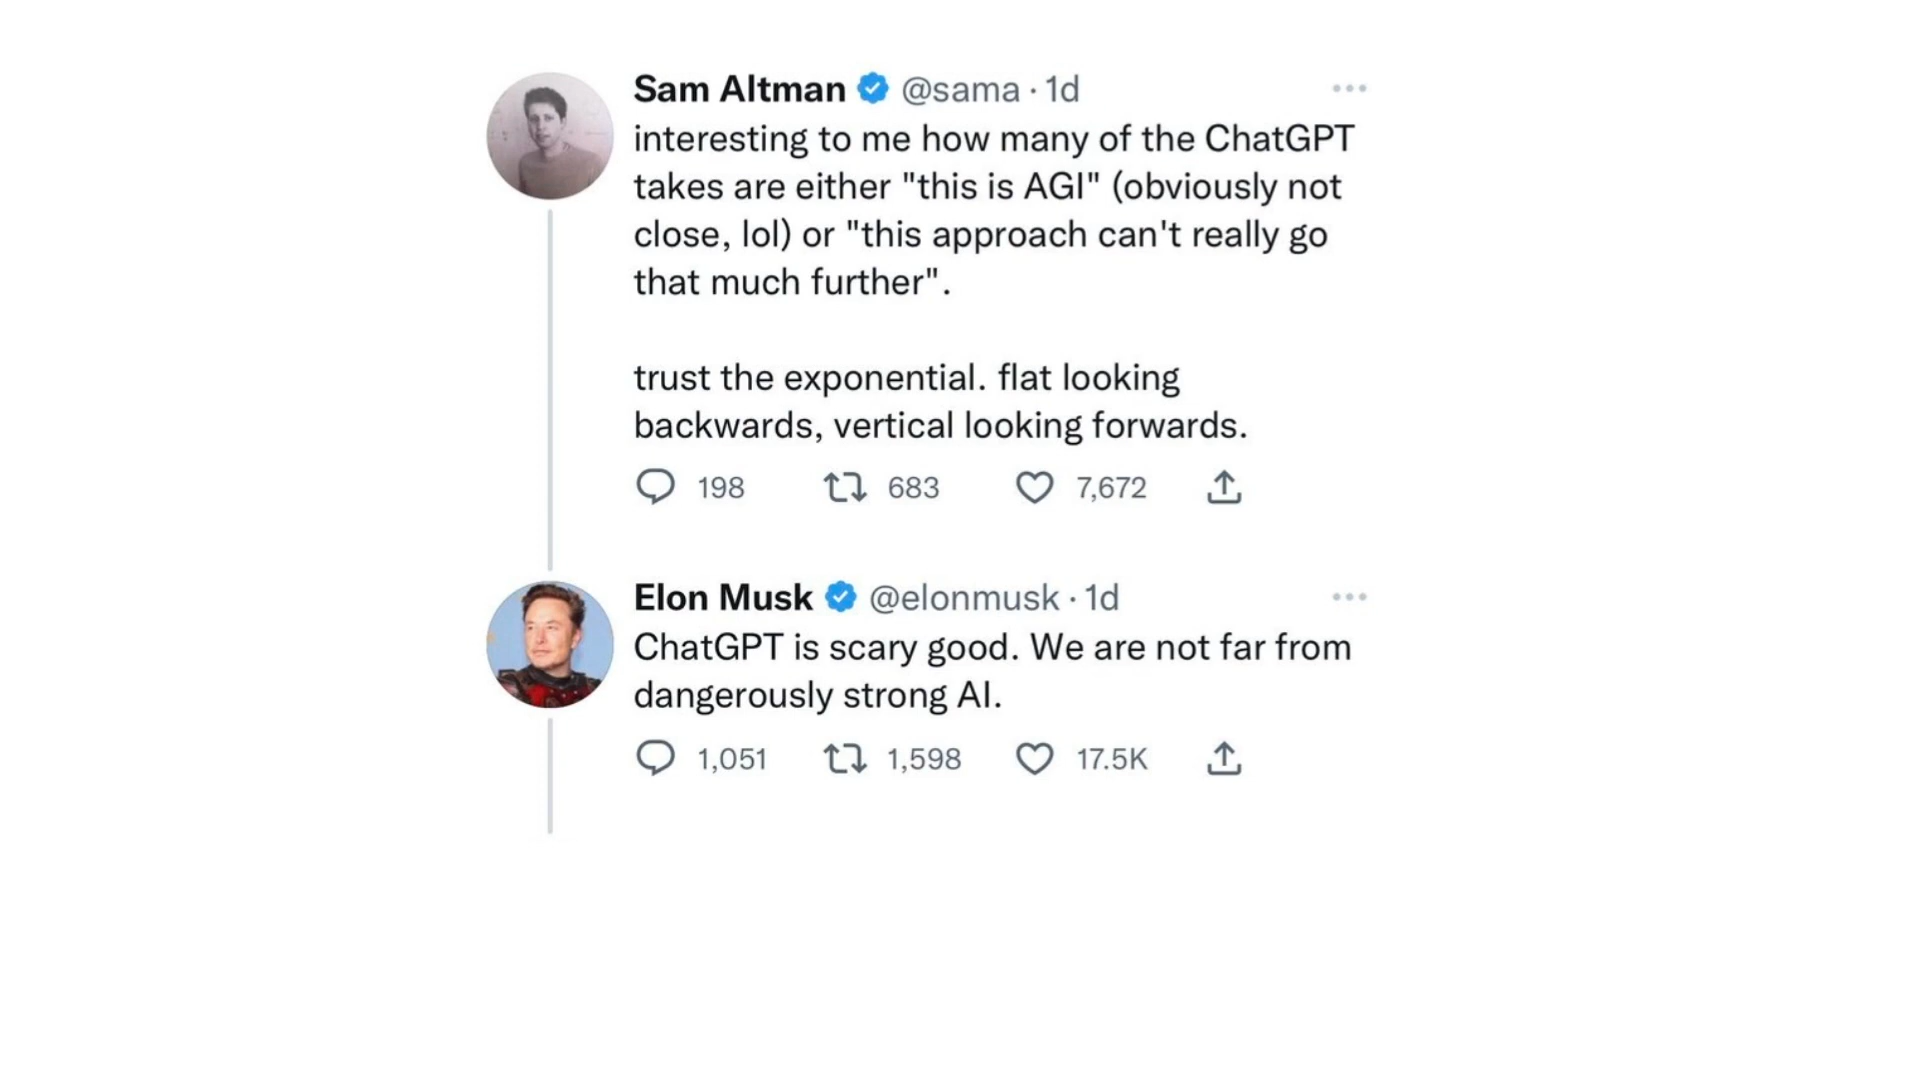 Sam Altman @sama · 1d
interesting to me how many of the ChatGPT
takes are either "this is AGI" (obviously not
close, lol) or "this approach can't really go
that much further".
trust the exponential. flat looking
backwards, vertical looking forwards.
198 683 7,672
Elon Musk @elonmusk · 1d
ChatGPT is scary good. We are not far from
dangerously strong AI.
1,051 1,598 17.5K